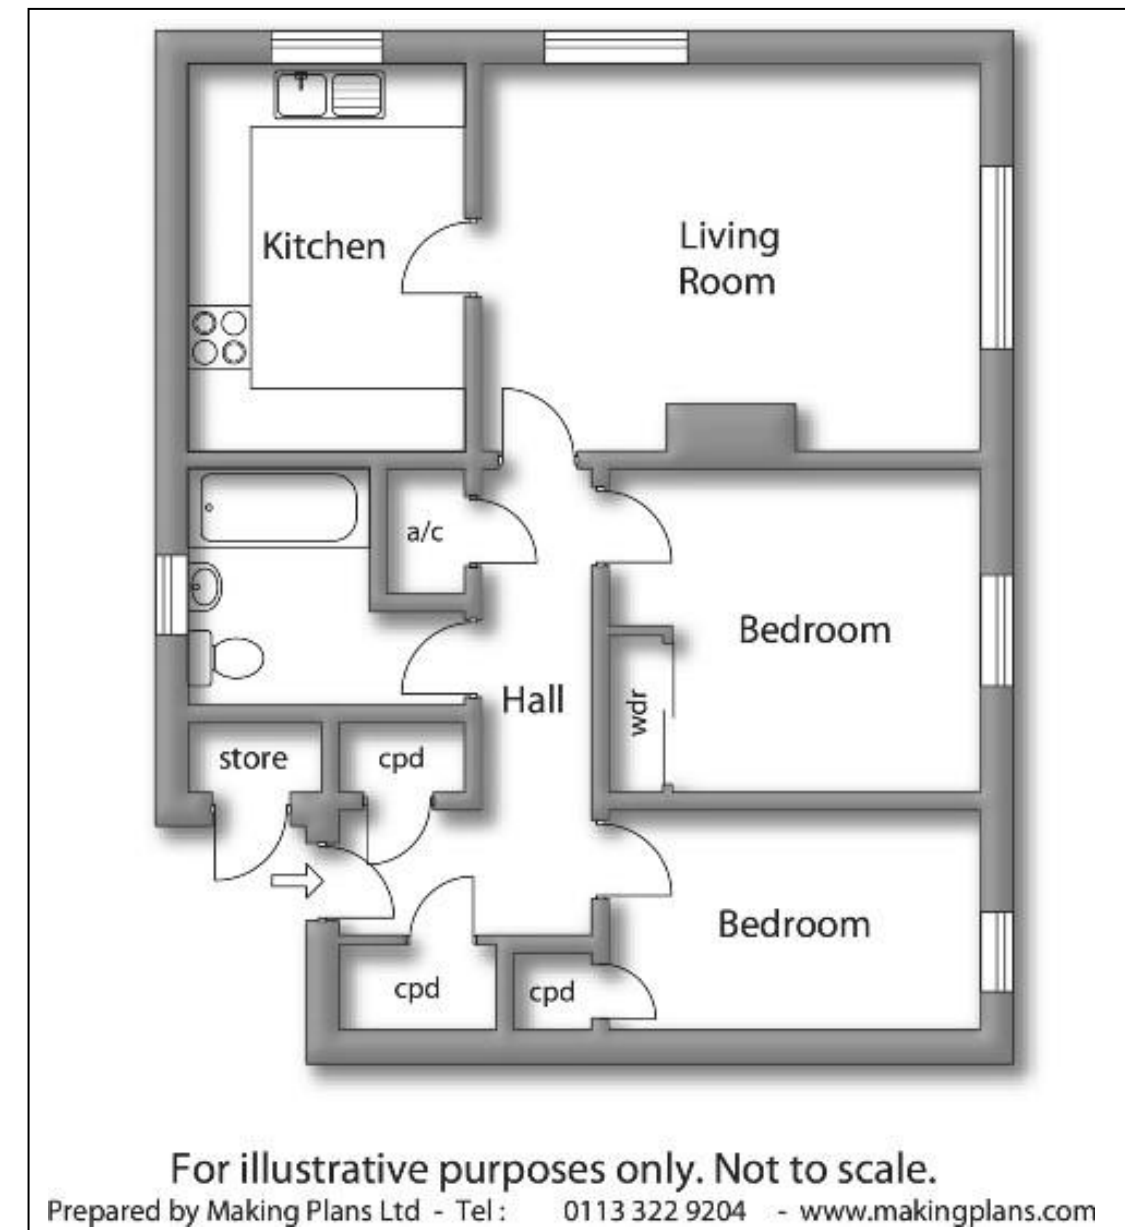 Kitchen
Living
Room
a/c
Bedroom
wdr
Hall
store
cpd
Bedroom
cpd
cpd
For illustrative purposes only. Not to scale.
Prepared by Making Plans Ltd - Tel : 0113 322 9204 - www.makingplans.com